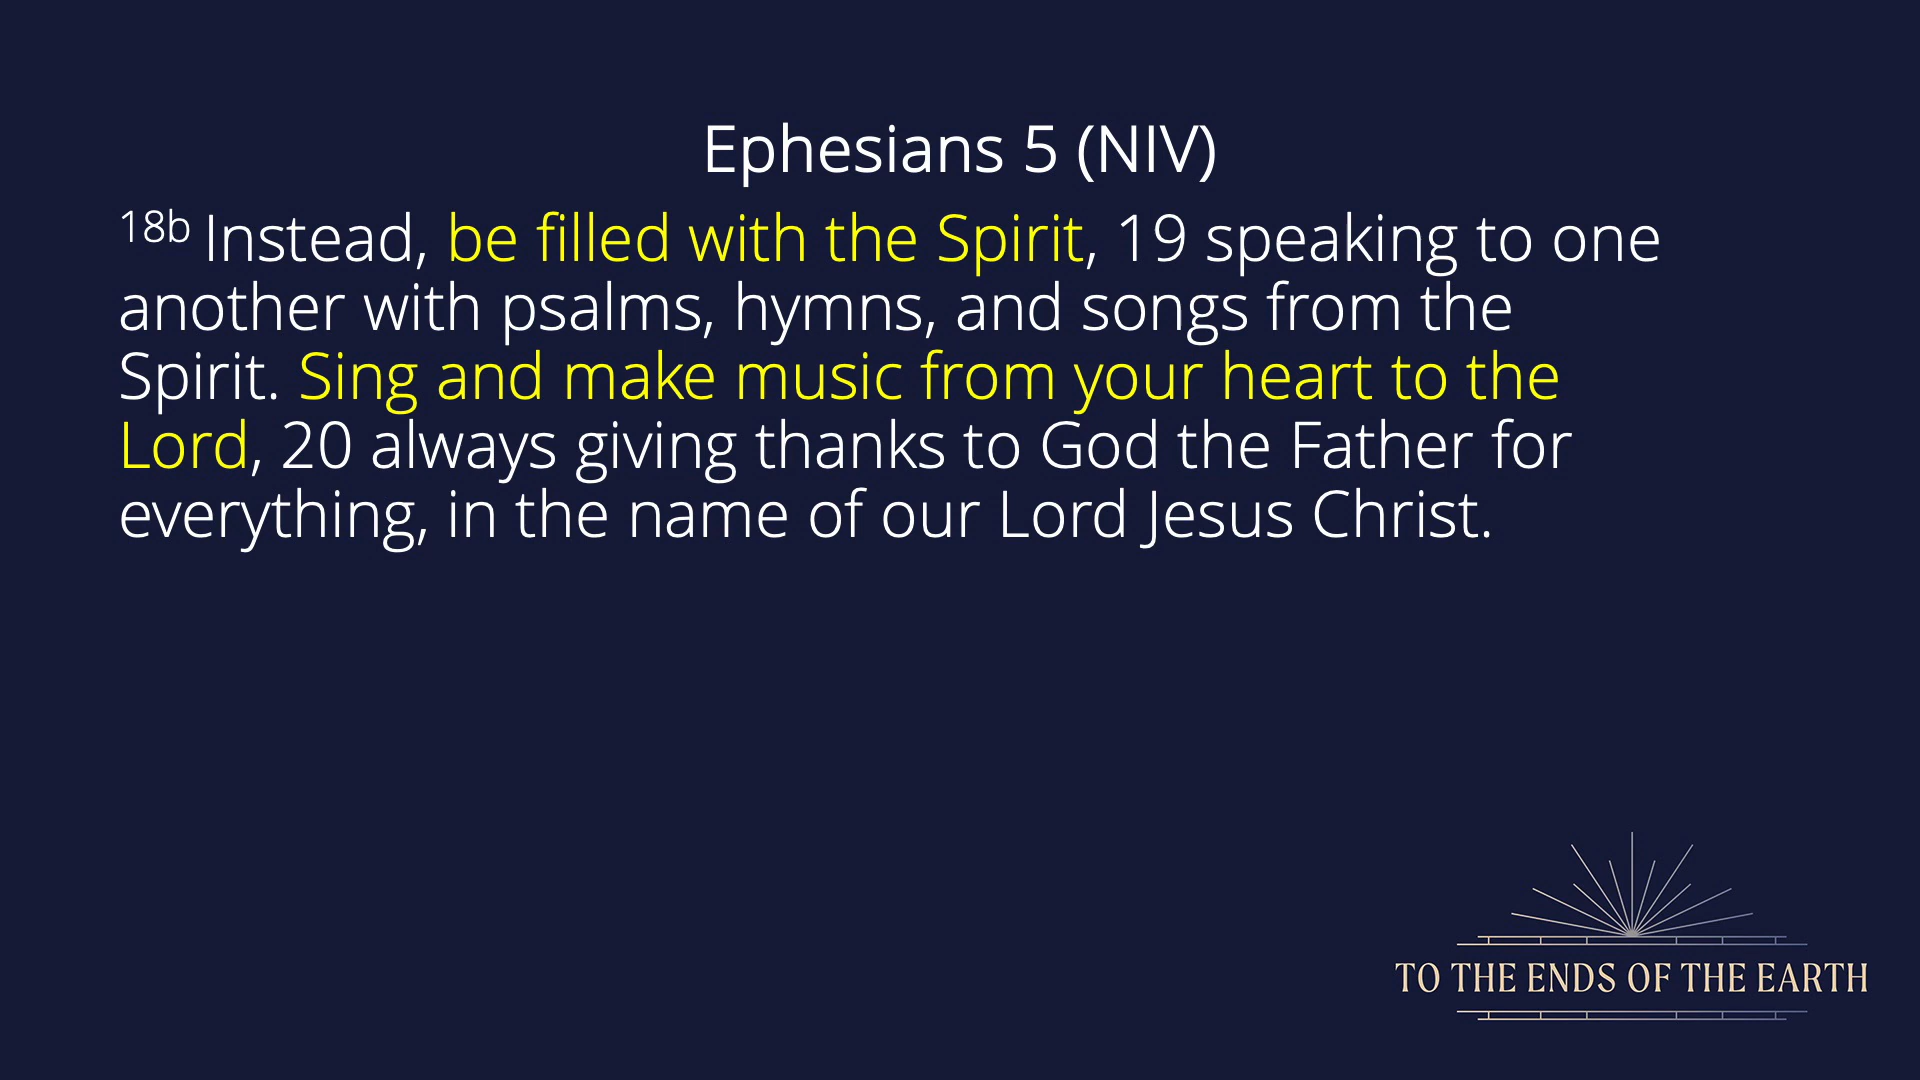 Ephesians 5 (NIV)
18b Instead, be filled with the Spirit, 19 speaking to one
another with psalms, hymns, and songs from the
Spirit. Sing and make music from your heart to the
Lord, 20 always giving thanks to God the Father for
everything, in the name of our Lord Jesus Christ.
TO THE ENDS OF THE EARTH